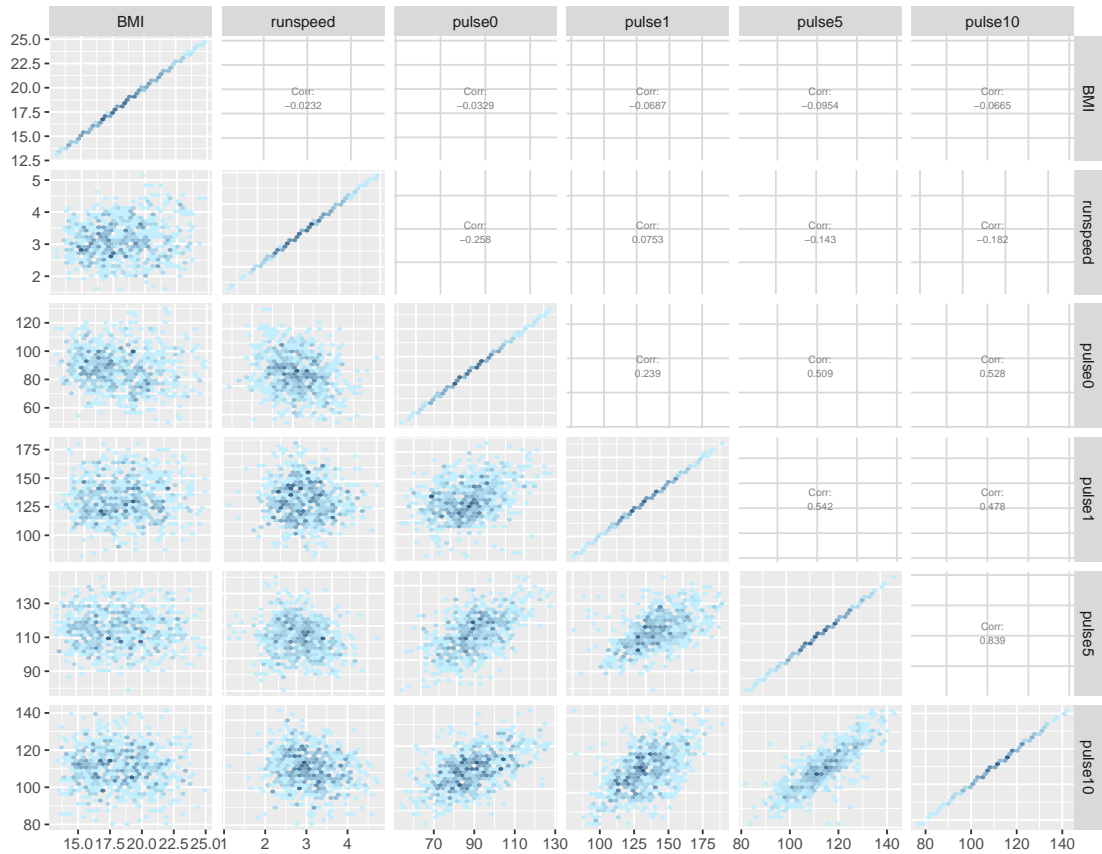 BMI runspeed pulse0 pulse1 pulse5 pulse10
25.0
22.5
20.0
17.5
15.0
12.5
Corr: Corr: Corr: Corr: Corr:
−0.0232 −0.0329 −0.0687 −0.0954 −0.0665
BMI
5
4
3
2
Corr: Corr: Corr: Corr:
−0.258 0.0753 −0.143 −0.182
runspeed
120
100
80
60
Corr: Corr: Corr:
0.239 0.509 0.528
pulse0
175
150
125
100
Corr: Corr:
0.542 0.478
pulse1
130
110
90
Corr:
0.839
pulse5
140
120
100
80
pulse10
15.0 17.5 20.0 22.5 25.0 1 2 3 4 70 90 110 130 100 125 150 175 80 100 120 140 80 100 120 140